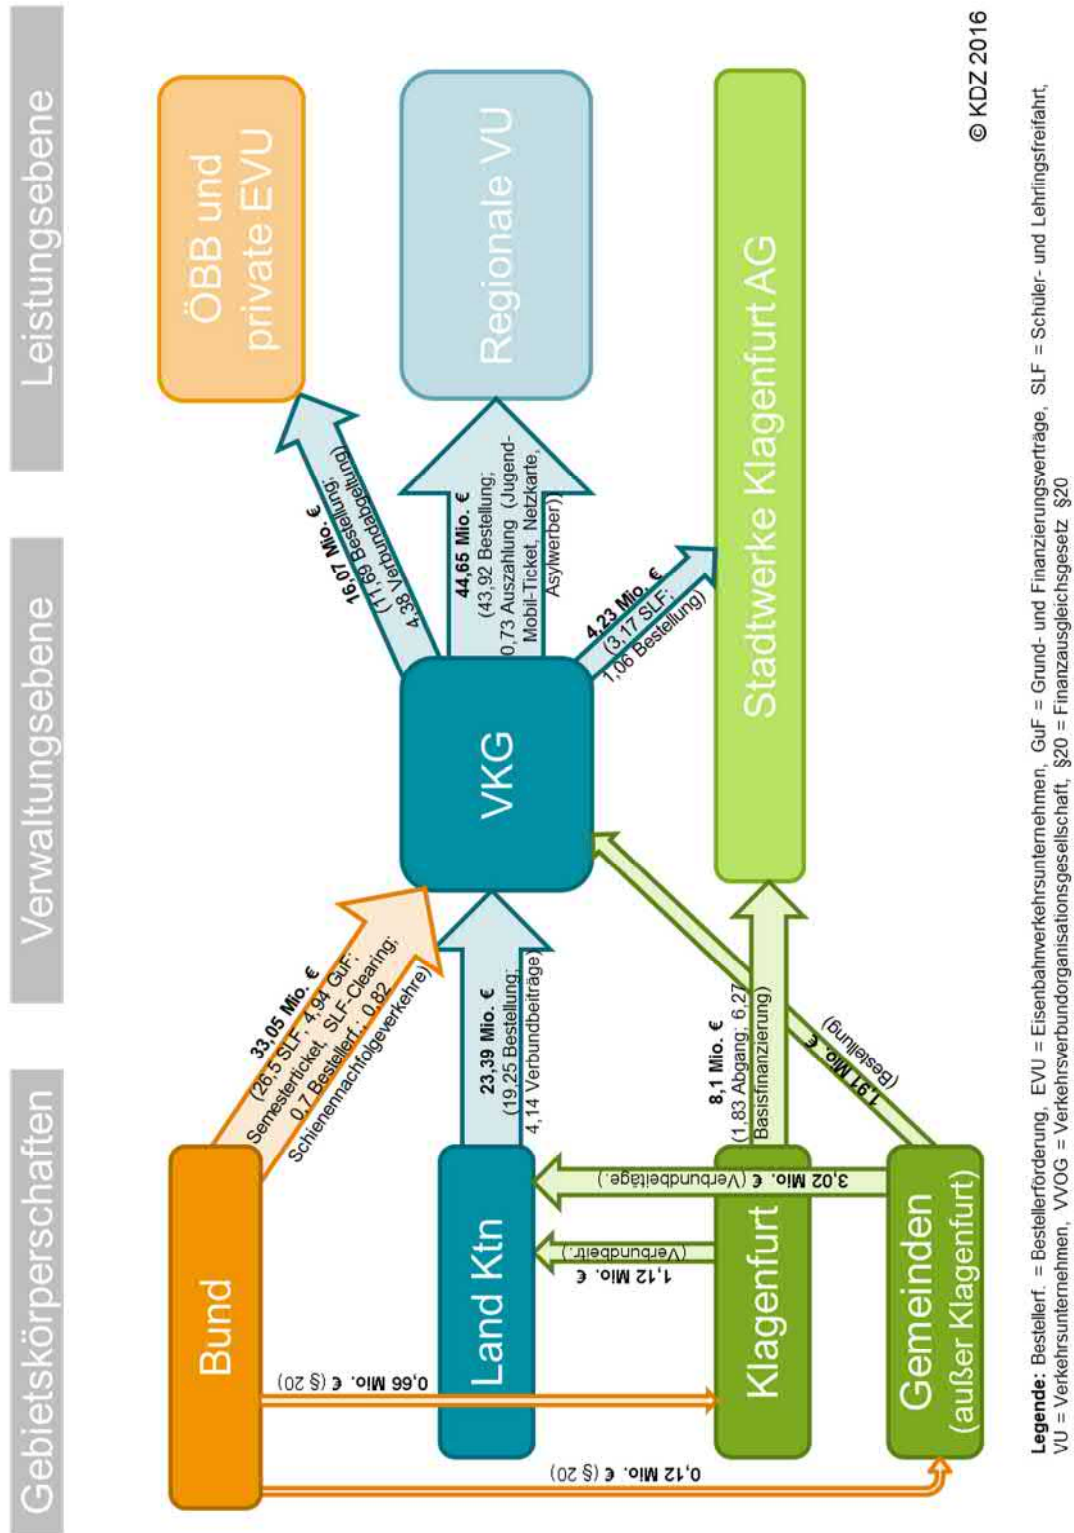 Gebietskörperschaften
Verwaltungsebene
Leistungsebene
Bund
Land Ktn
Klagenfurt
Gemeinden
(außer Klagenfurt)
0,12 Mio. € (§ 20)
0,66 Mio. € (§ 20)
1,12 Mio. €
(Verbundbeitr.)
3,02 Mio. € (Verbundbeitäge.)
33,05 Mio. €
(26,5 SLF; 4,94 GuF;
Semesterticket, SLF-Clearing;
0,7 Bestellerf.; 0,82
Schienennachfolgeverkehre)
23,39 Mio. €
(19,25 Bestellung;
4,14 Verbundbeiträge)
8,1 Mio. €
(1,83 Abgang; 6,27
Basisfinanzierung)
1,91 Mio. €
(Bestellung)
VKG
16,07 Mio. €
(11,69 Bestellung;
4,38 Verbundabgeltung)
44,65 Mio. €
(43,92 Bestellung;
0,73 Auszahlung (Jugend-
Mobil-Ticket, Netzkarte,
Asylwerber))
4,23 Mio. €
(3,17 SLF;
1,06 Bestellung)
ÖBB und
private EVU
Regionale VU
Stadtwerke Klagenfurt AG
© KDZ 2016
Legende: Bestellerf. = Bestellerförderung, EVU = Eisenbahnverkehrsunternehmen, GuF = Grund- und Finanzierungsverträge, SLF = Schüler- und Lehrlingsfreifahrt,
VU = Verkehrsunternehmen, VVOG = Verkehrsverbundorganisationsgesellschaft, §20 = Finanzausgleichsgesetz §20